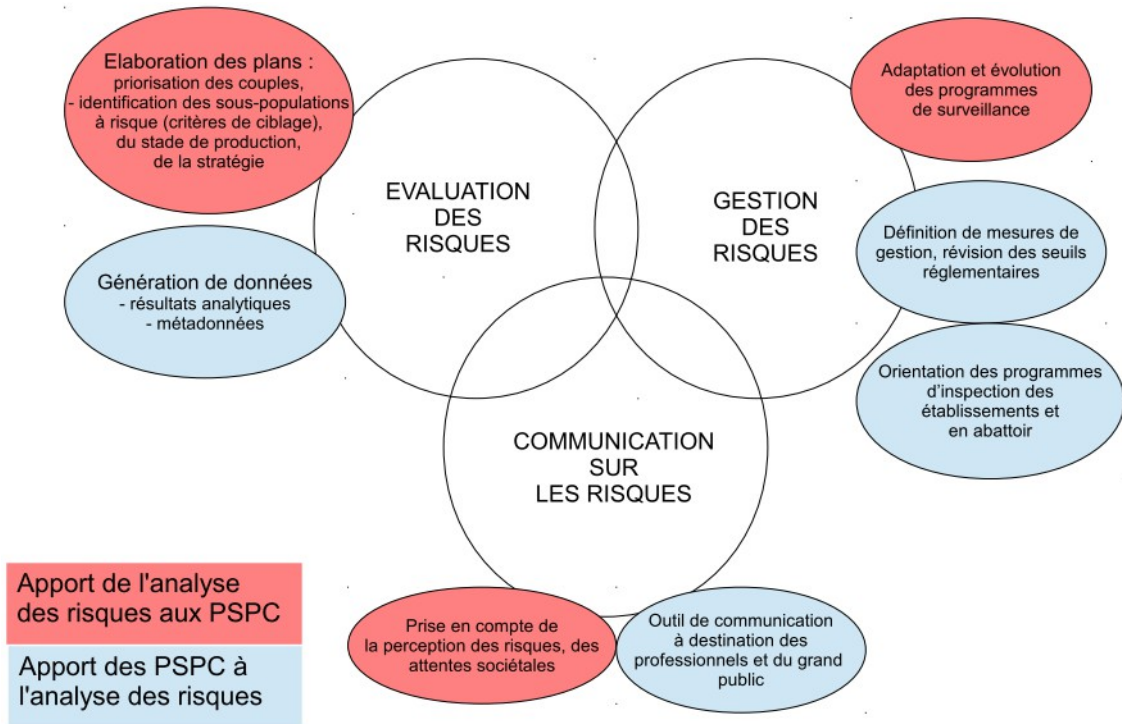 Elaboration des plans :
priorisation des couples,
- identification des sous-populations
à risque (critères de ciblage),
du stade de production,
de la stratégie
Génération de données
- résultats analytiques
- métadonnées
EVALUATION
DES
RISQUES
GESTION
DES
RISQUES
Adaptation et évolution
des programmes
de surveillance
Définition de mesures de
gestion, révision des seuils
réglementaires
Orientation des programmes
d'inspection des
établissements et
en abattoir
COMMUNICATION
SUR
LES RISQUES
Prise en compte de
la perception des risques, des
attentes sociétales
Outil de communication
à destination des
professionnels et du grand
public
Apport de l'analyse
des risques aux PSPC
Apport des PSPC à
l'analyse des risques